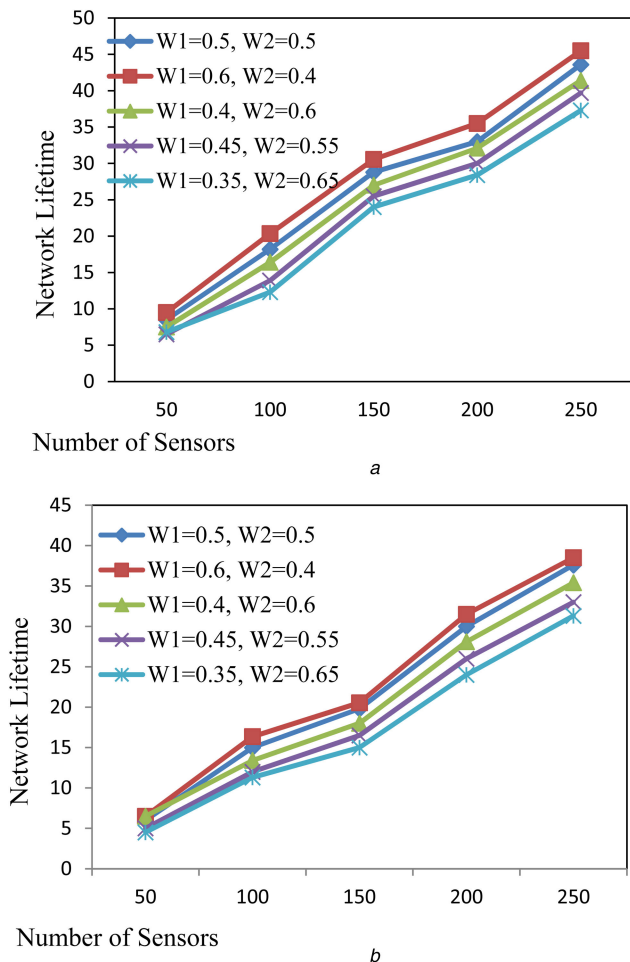 50
45
40
35
30
25
20
15
10
5
0
Network Lifetime
W1=0.5, W2=0.5
W1=0.6, W2=0.4
W1=0.4, W2=0.6
W1=0.45, W2=0.55
W1=0.35, W2=0.65
50 100 150 200 250
Number of Sensors
a
45
40
35
30
25
20
15
10
5
0
Network Lifetime
W1=0.5, W2=0.5
W1=0.6, W2=0.4
W1=0.4, W2=0.6
W1=0.45, W2=0.55
W1=0.35, W2=0.65
50 100 150 200 250
Number of Sensors
b